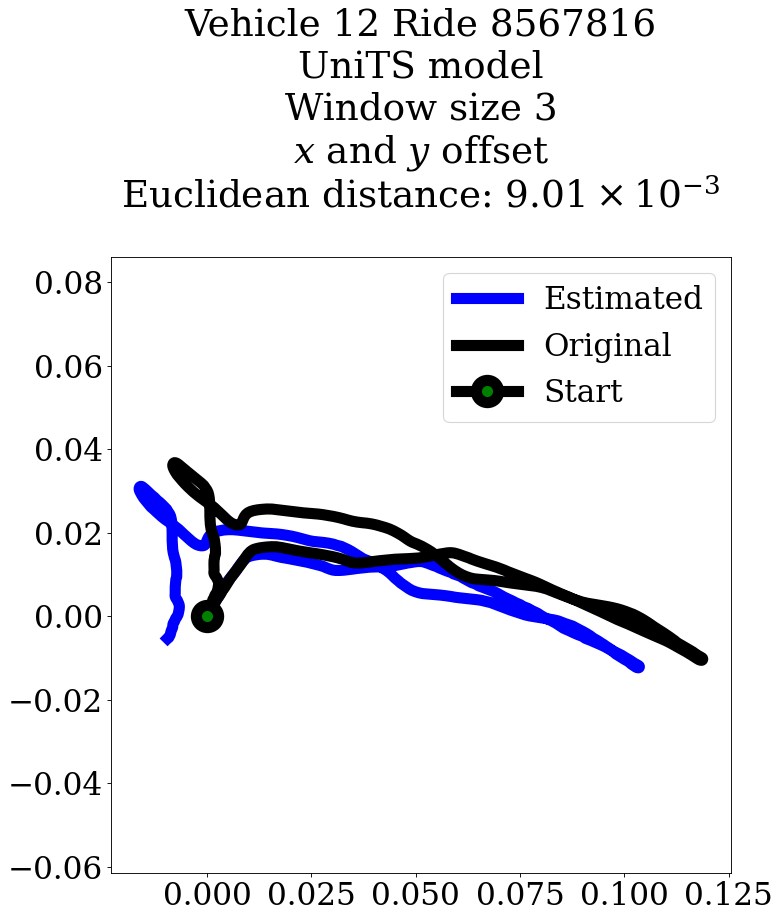 Vehicle 12 Ride 8567816
UniTS model
Window size 3
x and y offset
Euclidean distance: 9.01 × 10⁻³
Estimated
Original
Start
0.08
0.06
0.04
0.02
0.00
−0.02
−0.04
−0.06
0.000 0.025 0.050 0.075 0.100 0.125